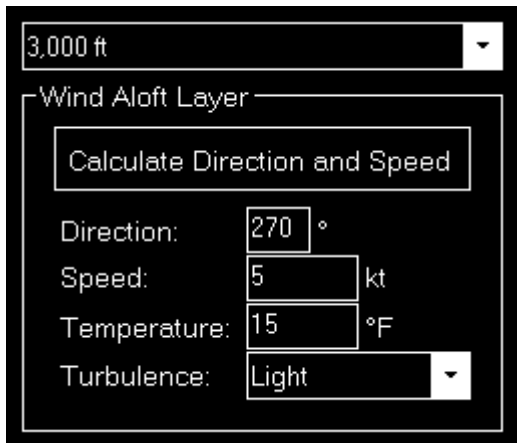 3,000 ft
Wind Aloft Layer
Calculate Direction and Speed
Direction: 270 °
Speed: 5 kt
Temperature: 15 °F
Turbulence: Light